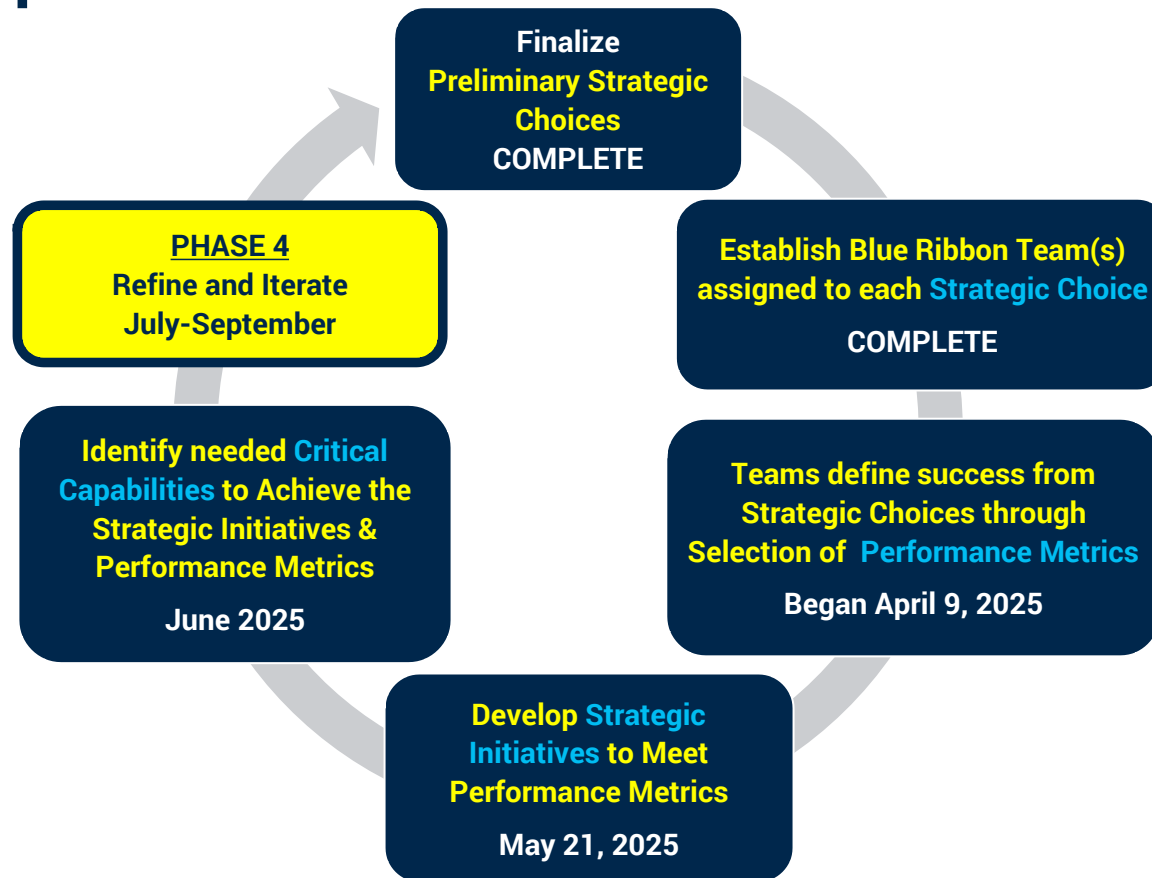 Finalize
Preliminary Strategic
Choices
COMPLETE
Establish Blue Ribbon Team(s)
assigned to each Strategic Choice
COMPLETE
Teams define success from
Strategic Choices through
Selection of Performance Metrics
Began April 9, 2025
Develop Strategic
Initiatives to Meet
Performance Metrics
May 21, 2025
Identify needed Critical
Capabilities to Achieve the
Strategic Initiatives &
Performance Metrics
June 2025
PHASE 4
Refine and Iterate
July-September